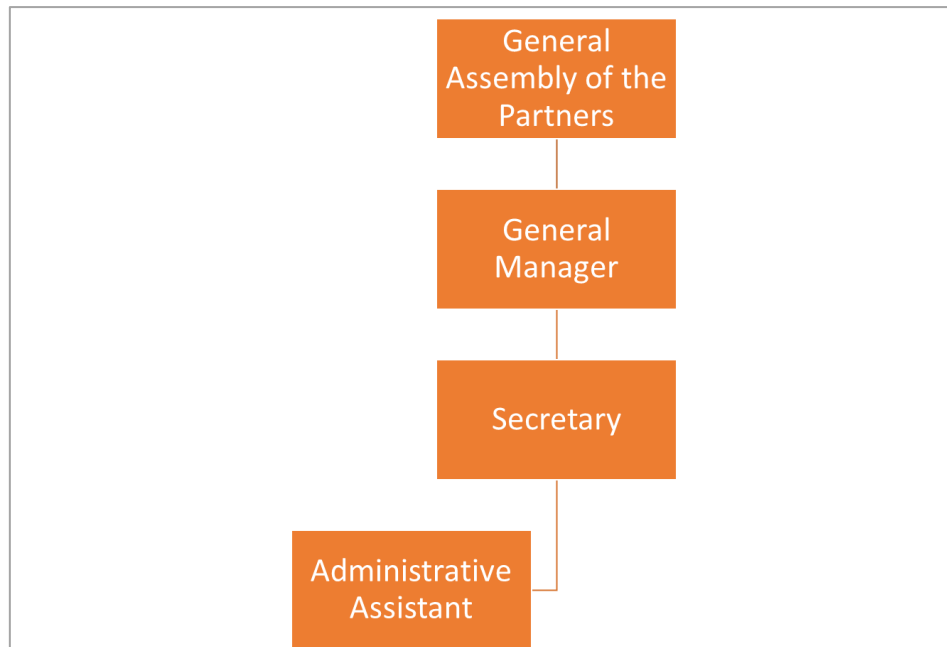 General
Assembly of the
Partners
General
Manager
Secretary
Administrative
Assistant